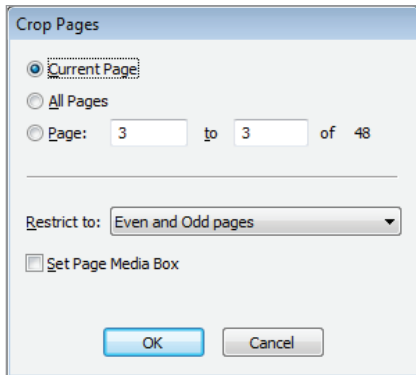 Crop Pages
Current Page
All Pages
Page: 3 to 3 of 48
Restrict to: Even and Odd pages
Set Page Media Box
OK Cancel